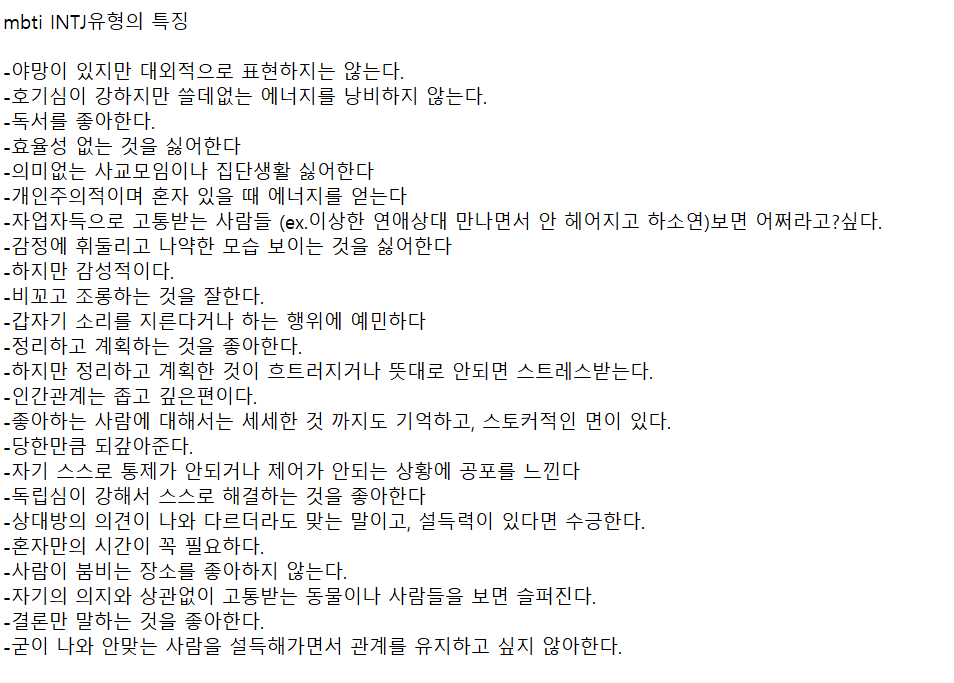 mbti INTJ유형의 특징
-야망이 있지만 대외적으로 표현하지는 않는다.
-호기심이 강하지만 쓸데없는 에너지를 낭비하지 않는다.
-독서를 좋아한다.
-효율성 없는 것을 싫어한다
-의미없는 사교모임이나 집단생활 싫어한다
-개인주의적이며 혼자 있을 때 에너지를 얻는다
-자업자득으로 고통받는 사람들 (ex.이상한 연애상대 만나면서 안 헤어지고 하소연)보면 어쩌라고?싶다.
-감정에 휘둘리고 나약한 모습 보이는 것을 싫어한다
-하지만 감성적이다.
-비꼬고 조롱하는 것을 잘한다.
-갑자기 소리를 지른다거나 하는 행위에 예민하다
-정리하고 계획하는 것을 좋아한다.
-하지만 정리하고 계획한 것이 흐트러지거나 뜻대로 안되면 스트레스받는다.
-인간관계는 좁고 깊은편이다.
-좋아하는 사람에 대해서는 세세한 것 까지도 기억하고, 스토커적인 면이 있다.
-당한만큼 되갚아준다.
-자기 스스로 통제가 안되거나 제어가 안되는 상황에 공포를 느낀다
-독립심이 강해서 스스로 해결하는 것을 좋아한다
-상대방의 의견이 나와 다르더라도 맞는 말이고, 설득력이 있다면 수긍한다.
-혼자만의 시간이 꼭 필요하다.
-사람이 붐비는 장소를 좋아하지 않는다.
-자기의 의지와 상관없이 고통받는 동물이나 사람들을 보면 슬퍼진다.
-결론만 말하는 것을 좋아한다.
-굳이 나와 안맞는 사람을 설득해가면서 관계를 유지하고 싶지 않아한다.